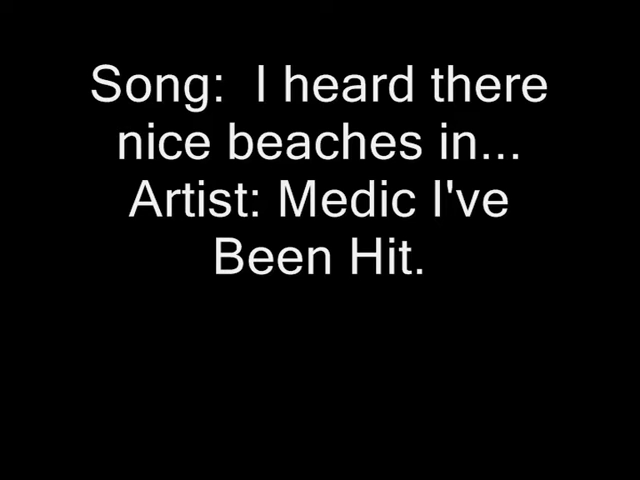 Song:  I heard there
nice beaches in...
Artist: Medic I've
Been Hit.